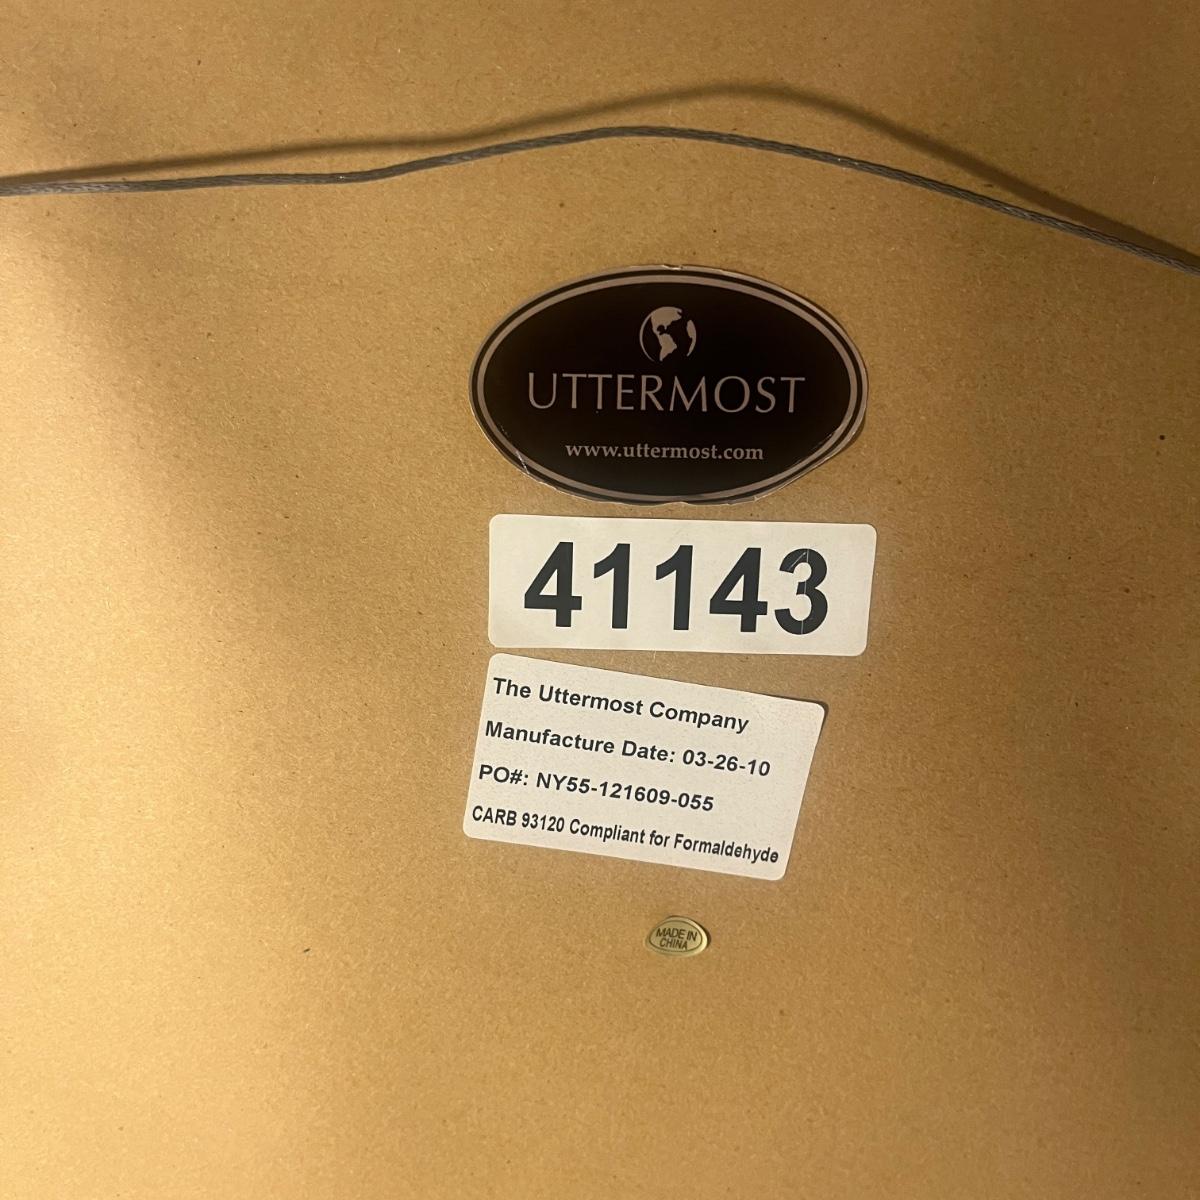 UTTERMOST
www.uttermost.com
41143
The Uttermost Company
Manufacture Date: 03-26-10
PO#: NY55-121609-055
CARB 93120 Compliant for Formaldehyde
MADE IN
CHINA